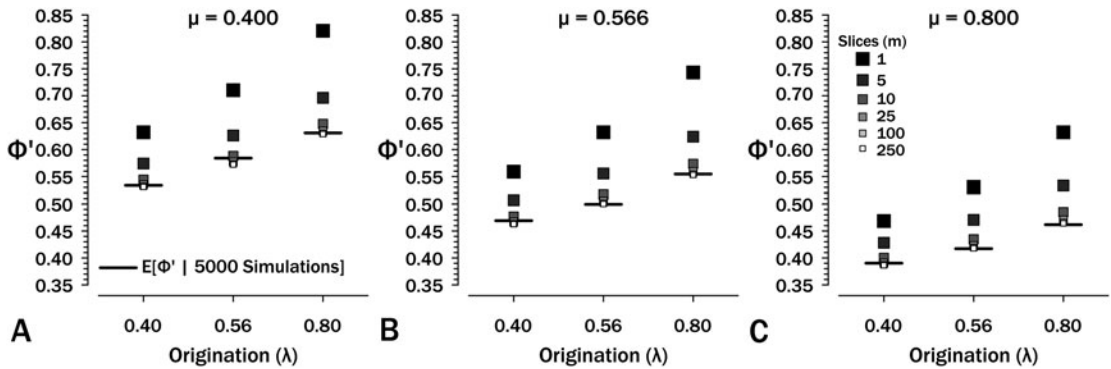 μ = 0.400
0.85
0.80
0.75
0.70
0.65
0.60
0.55
0.50
0.45
0.40
0.35
Φ'
E[Φ' | 5000 Simulations]
0.40 0.56 0.80
Origination (λ)
A
μ = 0.566
0.85
0.80
0.75
0.70
0.65
0.60
0.55
0.50
0.45
0.40
0.35
Φ'
0.40 0.56 0.80
Origination (λ)
B
μ = 0.800
0.85
0.80
0.75
0.70
0.65
0.60
0.55
0.50
0.45
0.40
0.35
Φ'
Slices (m)
1
5
10
25
100
250
0.40 0.56 0.80
Origination (λ)
C